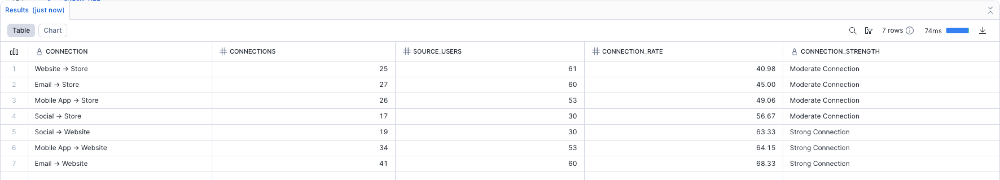 Results (just now)
Table Chart 7 rows 74ms
CONNECTION CONNECTIONS SOURCE_USERS CONNECTION_RATE CONNECTION_STRENGTH
1 Website → Store 25 61 40.98 Moderate Connection
2 Email → Store 27 60 45.00 Moderate Connection
3 Mobile App → Store 26 53 49.06 Moderate Connection
4 Social → Store 17 30 56.67 Moderate Connection
5 Social → Website 19 30 63.33 Strong Connection
6 Mobile App → Website 34 53 64.15 Strong Connection
7 Email → Website 41 60 68.33 Strong Connection